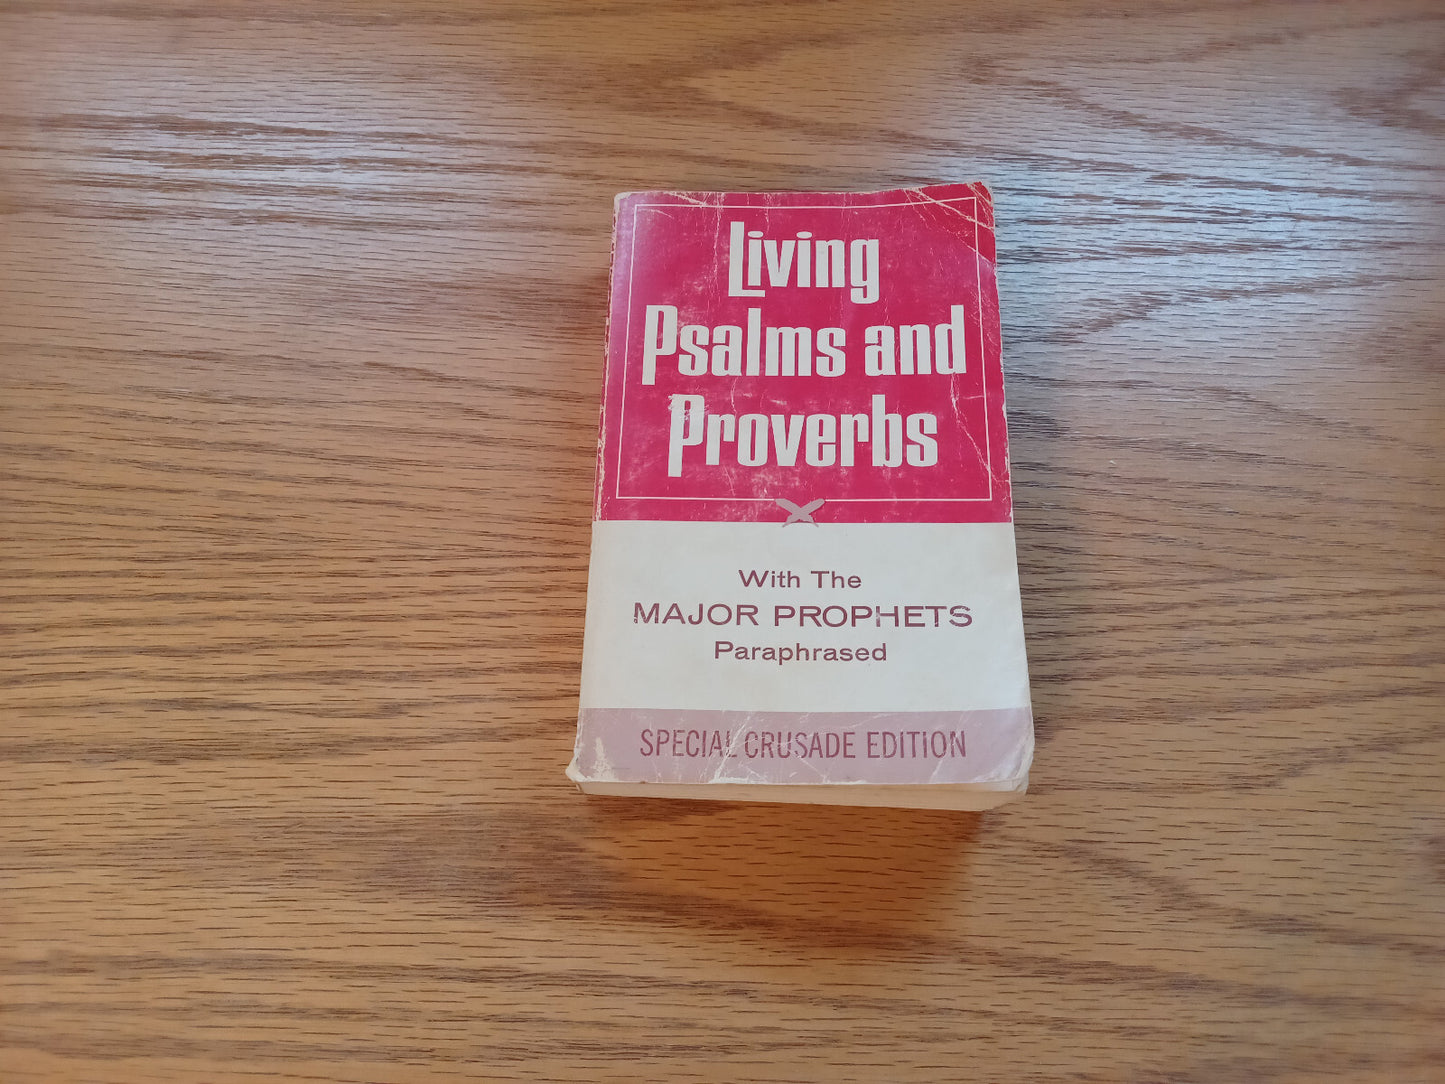 Living
Psalms and
Proverbs
With The
MAJOR PROPHETS
Paraphrased
SPECIAL CRUSADE EDITION